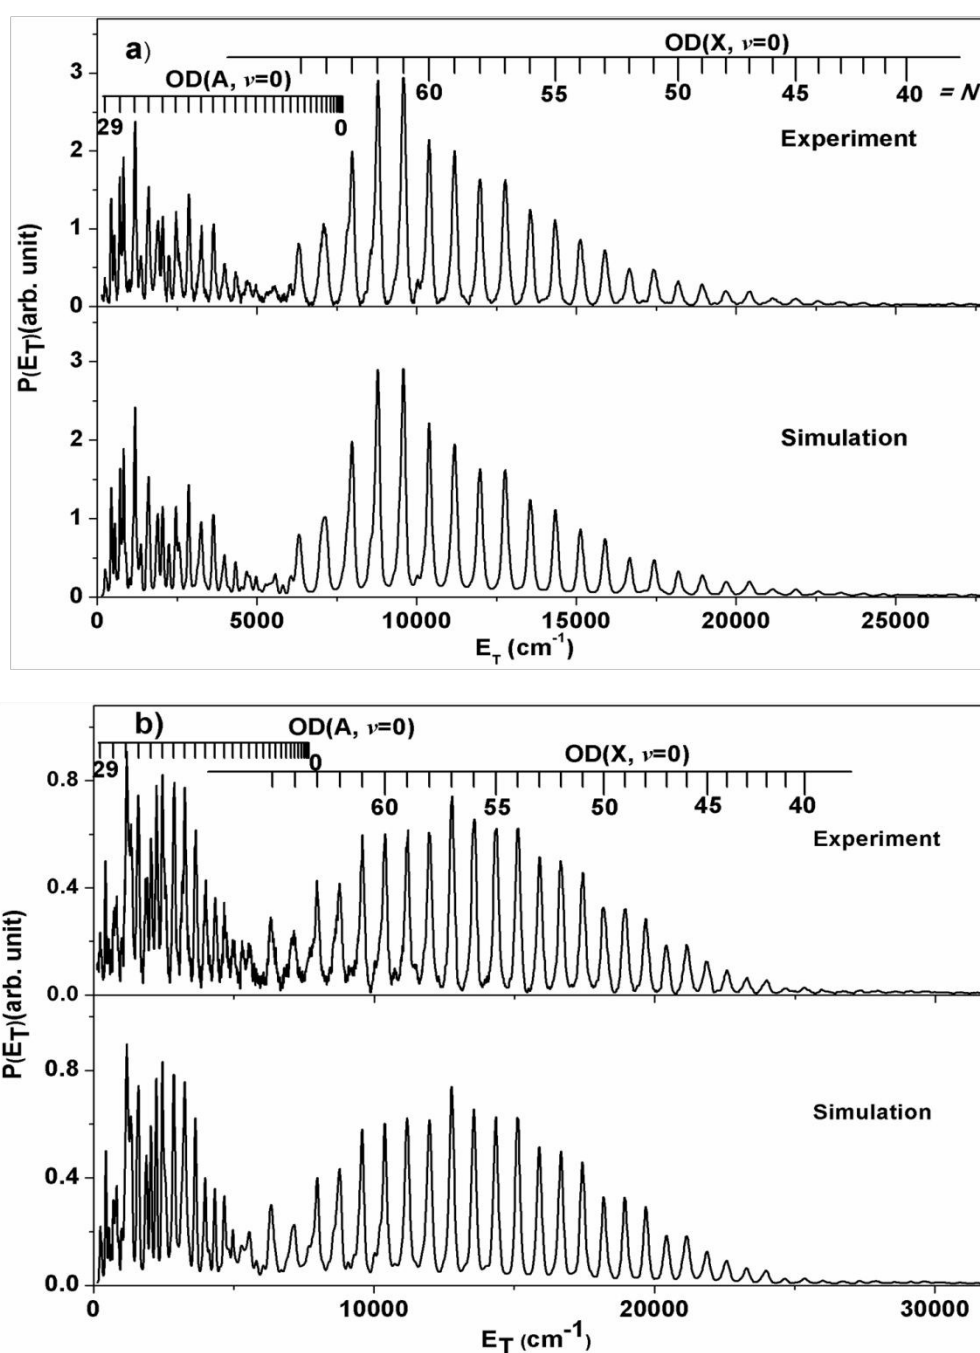 a)
OD(X, v=0)
OD(A, v=0)
3
60
55
50
45
40
= N
29
0
Experiment
2
1
0
P(E_T)(arb. unit)
3
Simulation
2
1
0
0
5000
10000
15000
20000
25000
E_T (cm⁻¹)
b)
OD(A, v=0)
OD(X, v=0)
29
0
0.8
60
55
50
45
40
Experiment
0.4
0.0
P(E_T)(arb. unit)
0.8
Simulation
0.4
0.0
0
10000
20000
30000
E_T (cm⁻¹)